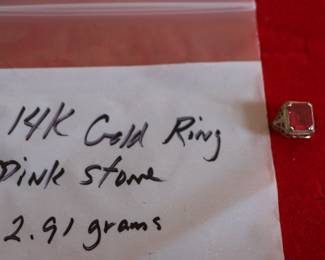 14K Gold Ring
Pink Stone
2.91 grams